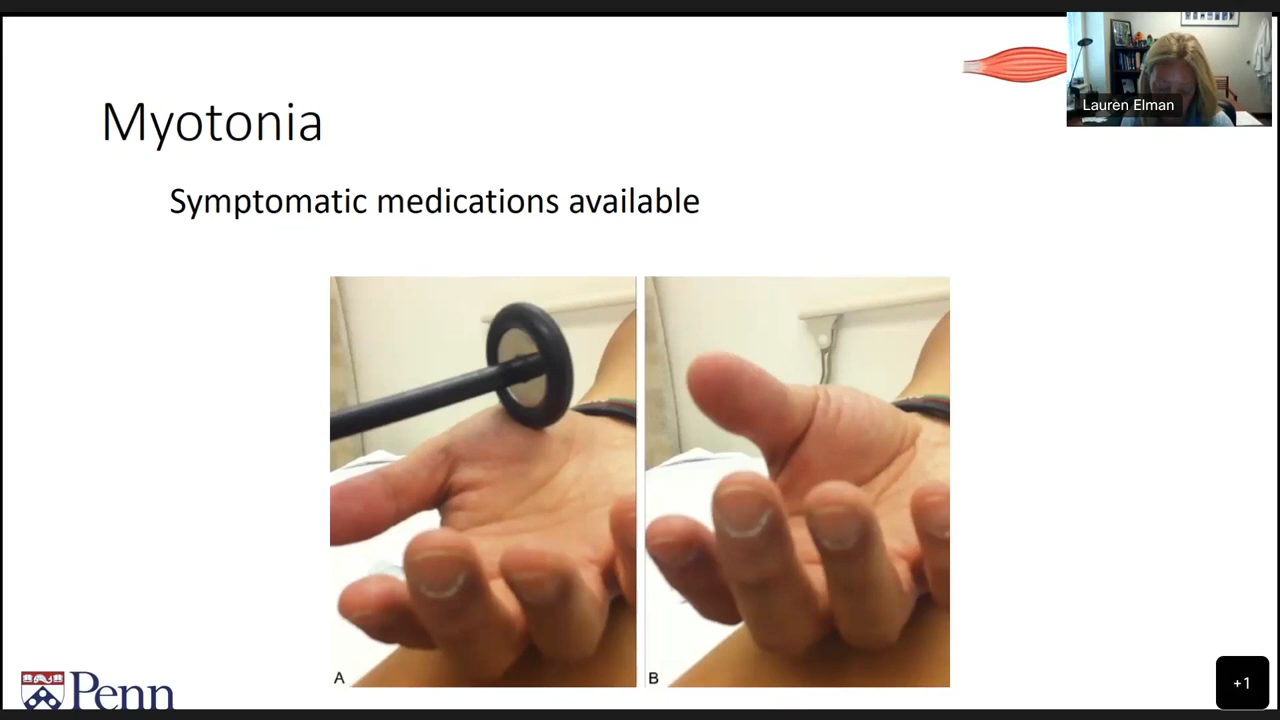 Lauren Elman
Myotonia
Symptomatic medications available
A
B
Penn
+1